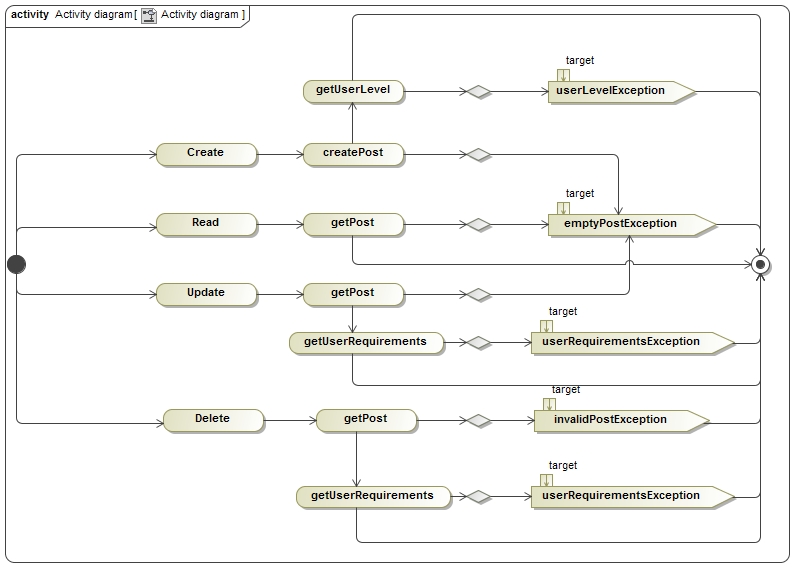 activity Activity diagram [ Activity diagram ]
target
getUserLevel
userLevelException
Create
createPost
target
Read
getPost
emptyPostException
Update
getPost
target
getUserRequirements
userRequirementsException
target
Delete
getPost
invalidPostException
target
getUserRequirements
userRequirementsException